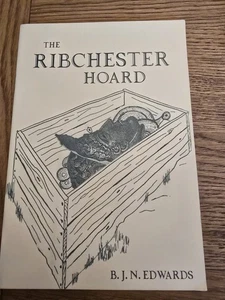 THE
RIBCHESTER
HOARD
B. J. N. EDWARDS